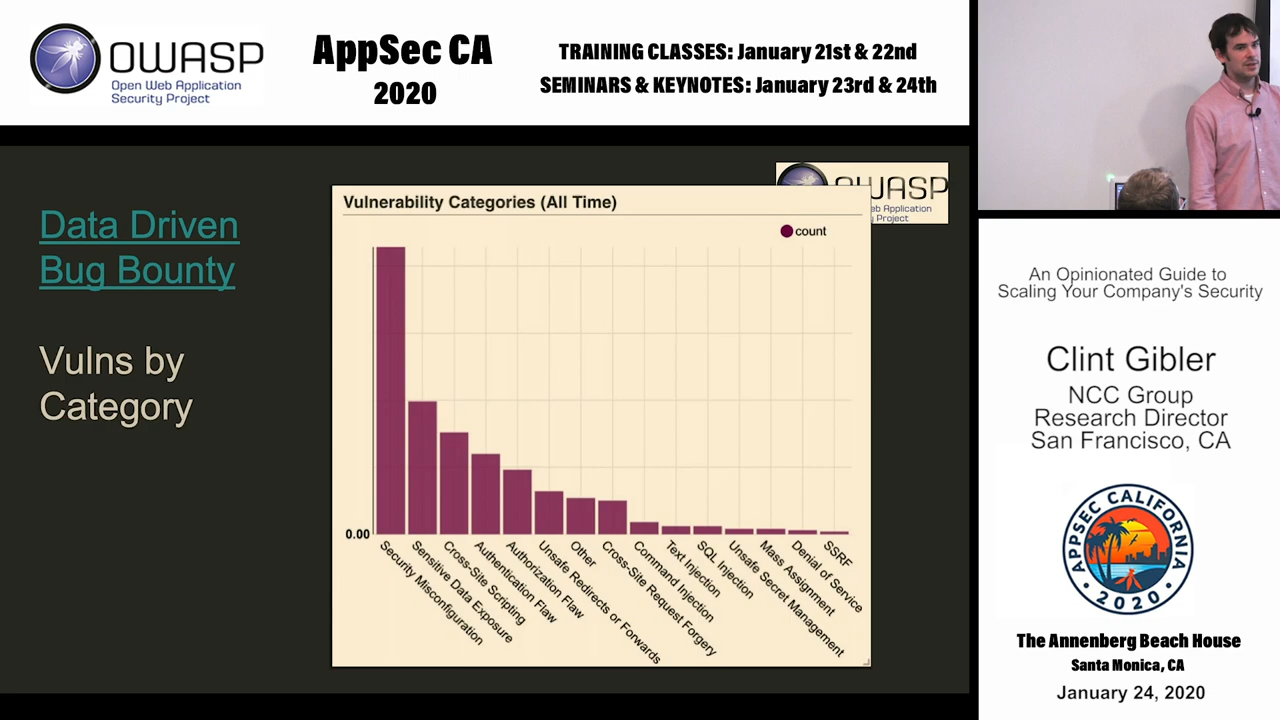 OWASP
Open Web Application
Security Project
AppSec CA
2020
TRAINING CLASSES: January 21st & 22nd
SEMINARS & KEYNOTES: January 23rd & 24th
Data Driven
Bug Bounty
Vulns by
Category
OWASP
eb Application
Project
Vulnerability Categories (All Time)
count
0.00
Security Misconfiguration
Sensitive Data Exposure
Cross-Site Scripting
Authentication Flaw
Authorization Flaw
Unsafe Redirects or Forwards
Other
Cross-Site Request Forgery
Command Injection
Text Injection
SQL Injection
Unsafe Secret Management
Mass Assignment
Denial of Service
SSRF
An Opinionated Guide to
Scaling Your Company's Security
Clint Gibler
NCC Group
Research Director
San Francisco, CA
APPSEC CALIFORNIA
2020
The Annenberg Beach House
Santa Monica, CA
January 24, 2020